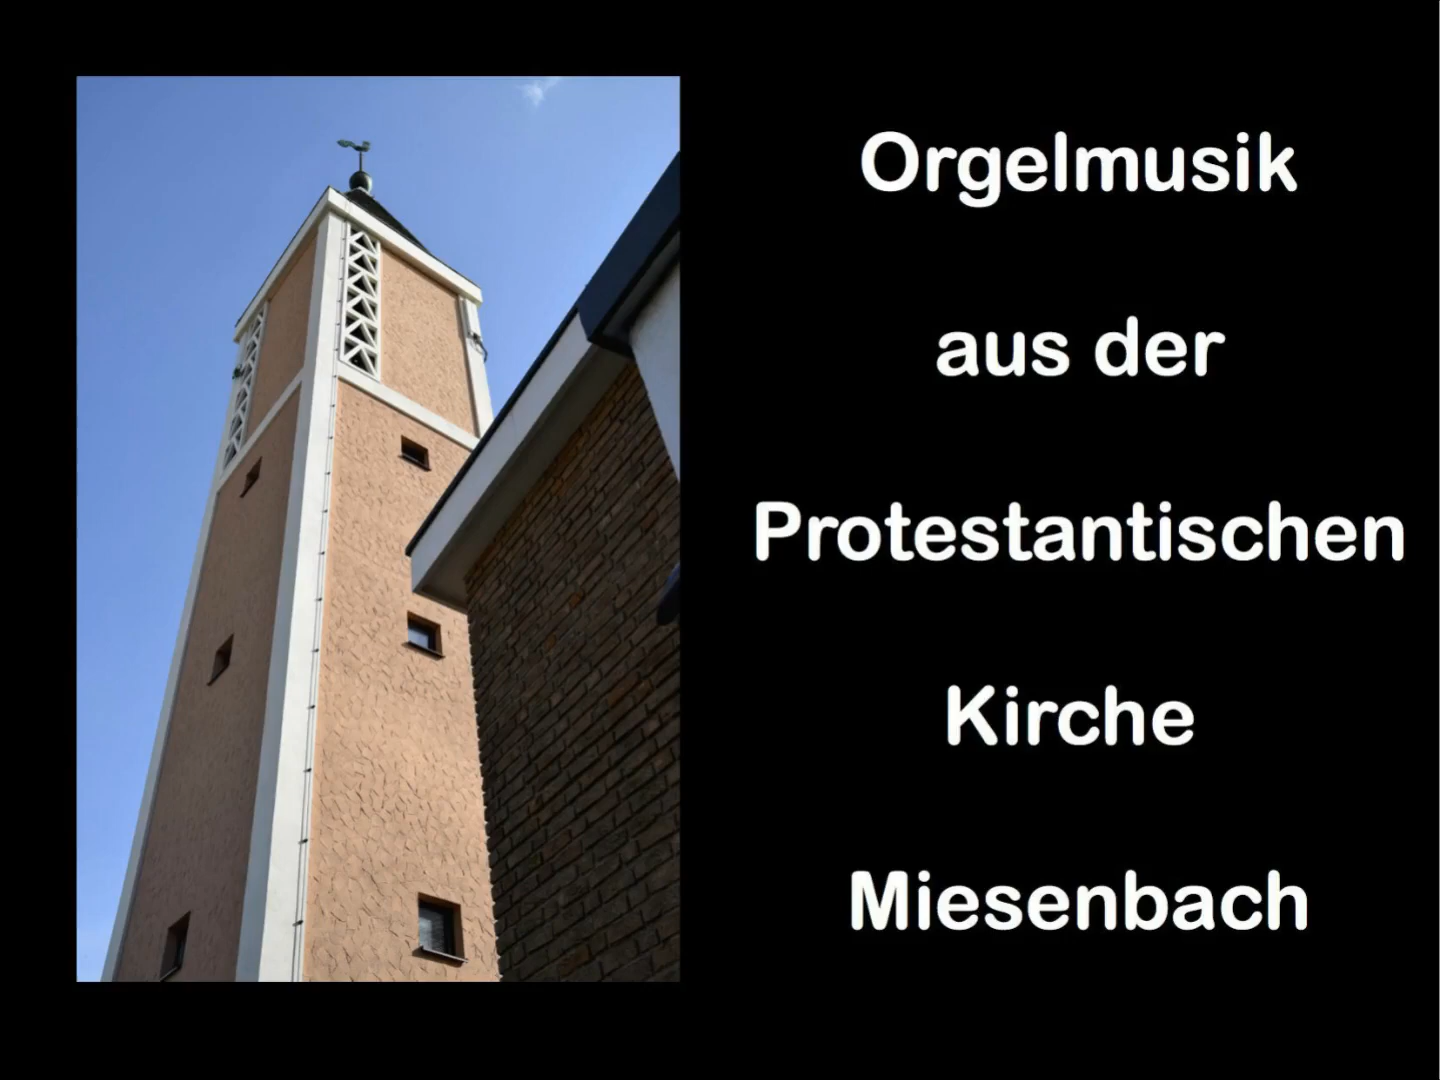 Orgelmusik
aus der
Protestantischen
Kirche
Miesenbach